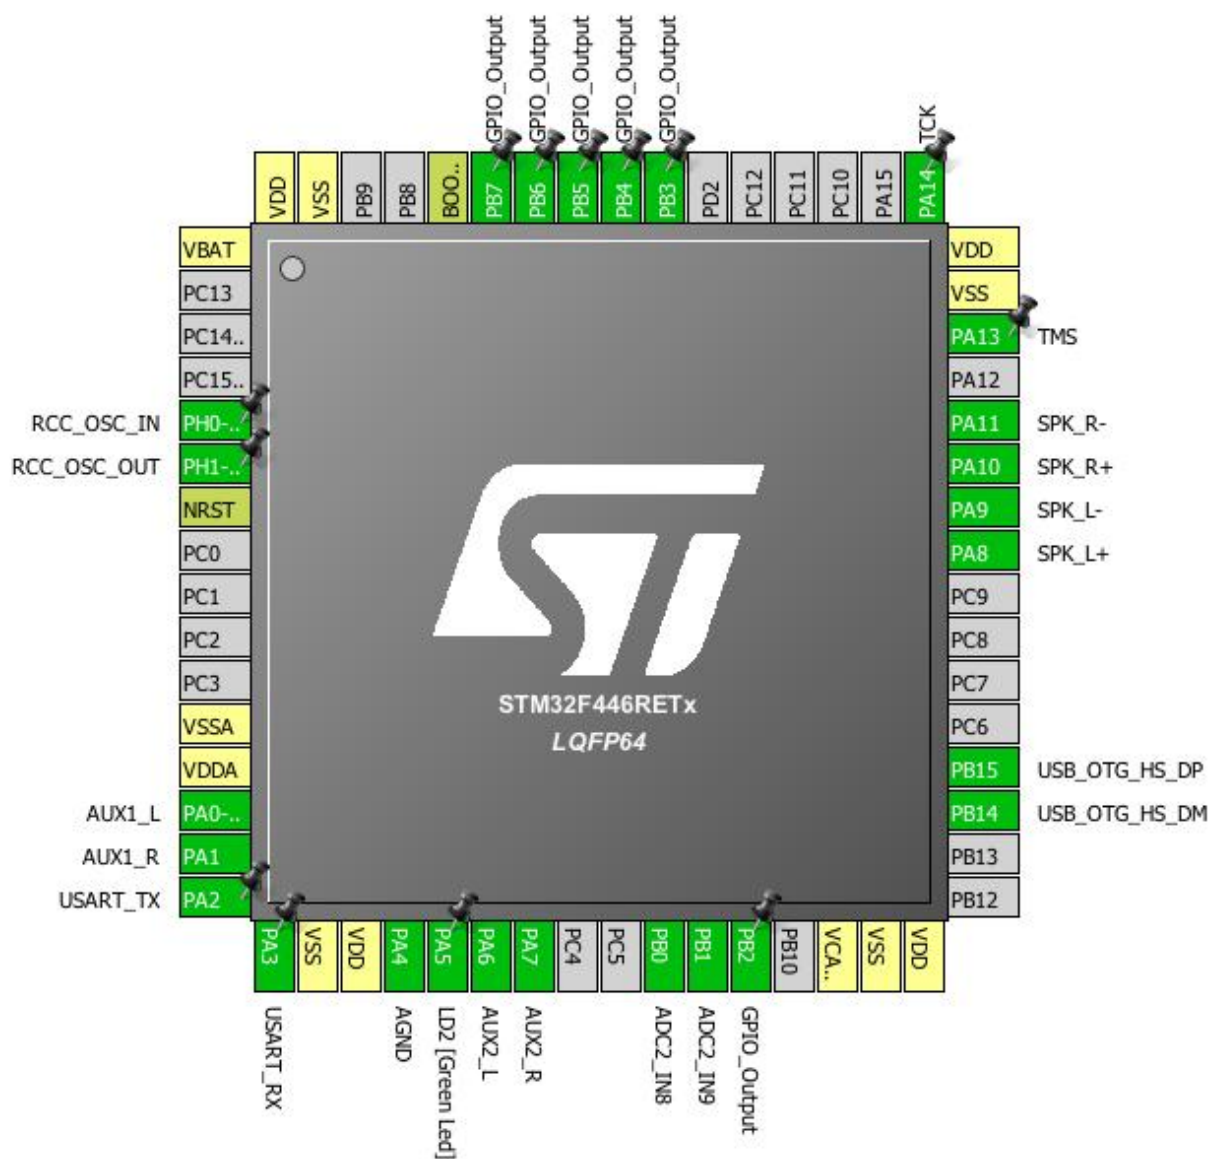 GPIO_Output
GPIO_Output
GPIO_Output
GPIO_Output
GPIO_Output
TCK
VDD
VSS
PB9
PB8
BOO..
PB7
PB6
PB5
PB4
PB3
PD2
PC12
PC11
PC10
PA15
PA14
VBAT
PC13
PC14..
PC15..
RCC_OSC_IN PH0-..
RCC_OSC_OUT PH1-..
NRST
PC0
PC1
PC2
PC3
VSSA
VDDA
AUX1_L PA0-..
AUX1_R PA1
USART_TX PA2
ST
STM32F446RETx
LQFP64
VDD
VSS
PA13 TMS
PA12
PA11 SPK_R-
PA10 SPK_R+
PA9 SPK_L-
PA8 SPK_L+
PC9
PC8
PC7
PC6
PB15 USB_OTG_HS_DP
PB14 USB_OTG_HS_DM
PB13
PB12
PA3
VSS
VDD
PA4
PA5
PA6
PA7
PC4
PC5
PB0
PB1
PB2
PB10
VCA..
VSS
VDD
USART_RX
AGND
LD2 [Green Led]
AUX2_L
AUX2_R
ADC2_IN8
ADC2_IN9
GPIO_Output